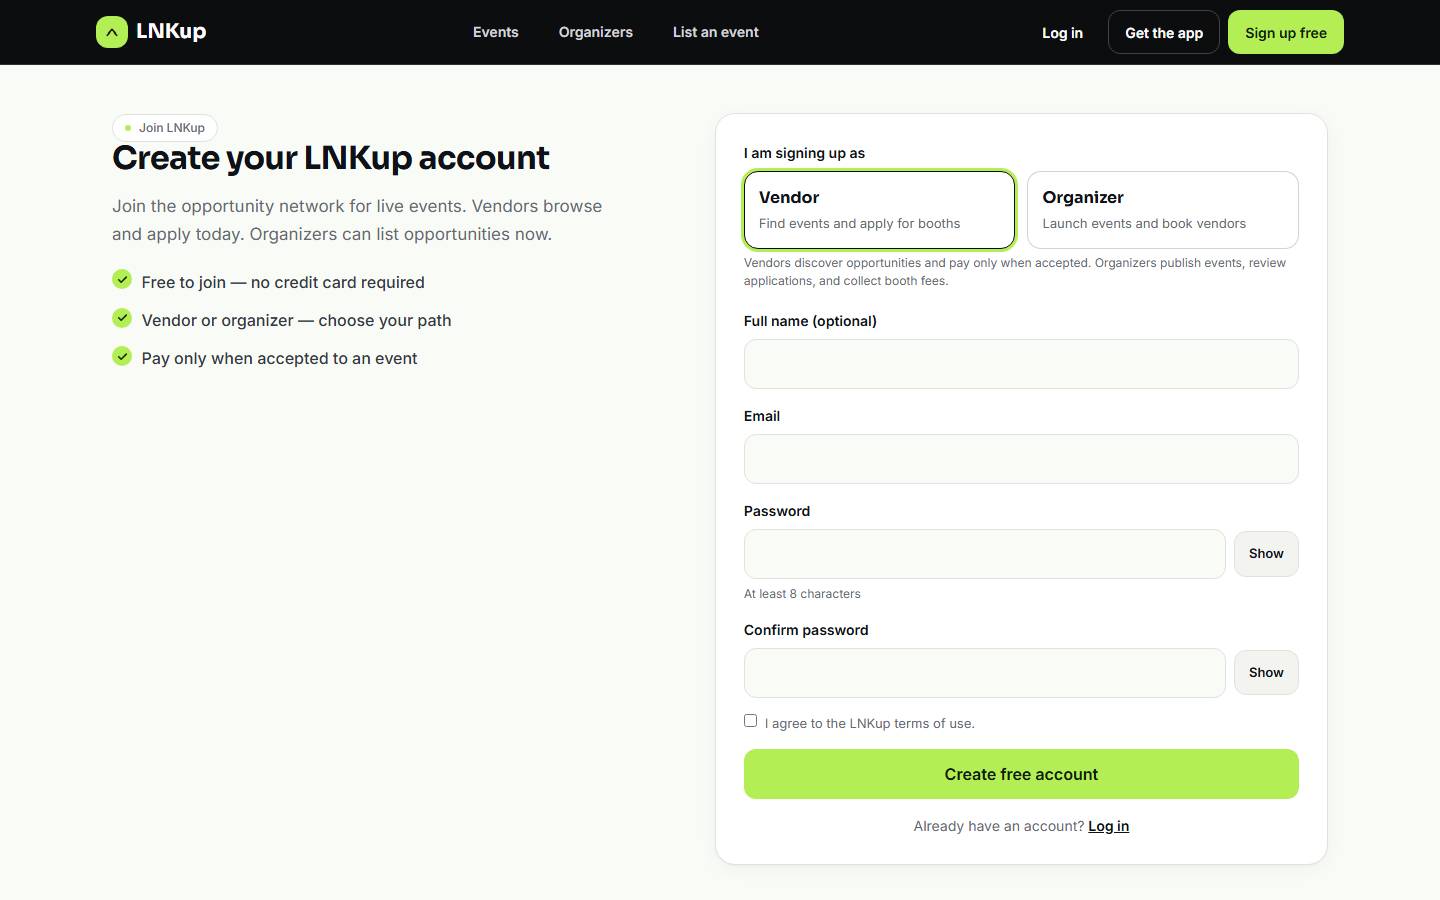 LNKup
Events
Organizers
List an event
Log in
Get the app
Sign up free
Join LNKup
Create your LNKup account
Join the opportunity network for live events. Vendors browse
and apply today. Organizers can list opportunities now.
Free to join — no credit card required
Vendor or organizer — choose your path
Pay only when accepted to an event
I am signing up as
Vendor
Find events and apply for booths
Organizer
Launch events and book vendors
Vendors discover opportunities and pay only when accepted. Organizers publish events, review
applications, and collect booth fees.
Full name (optional)
Email
Password
Show
At least 8 characters
Confirm password
Show
I agree to the LNKup terms of use.
Create free account
Already have an account? Log in